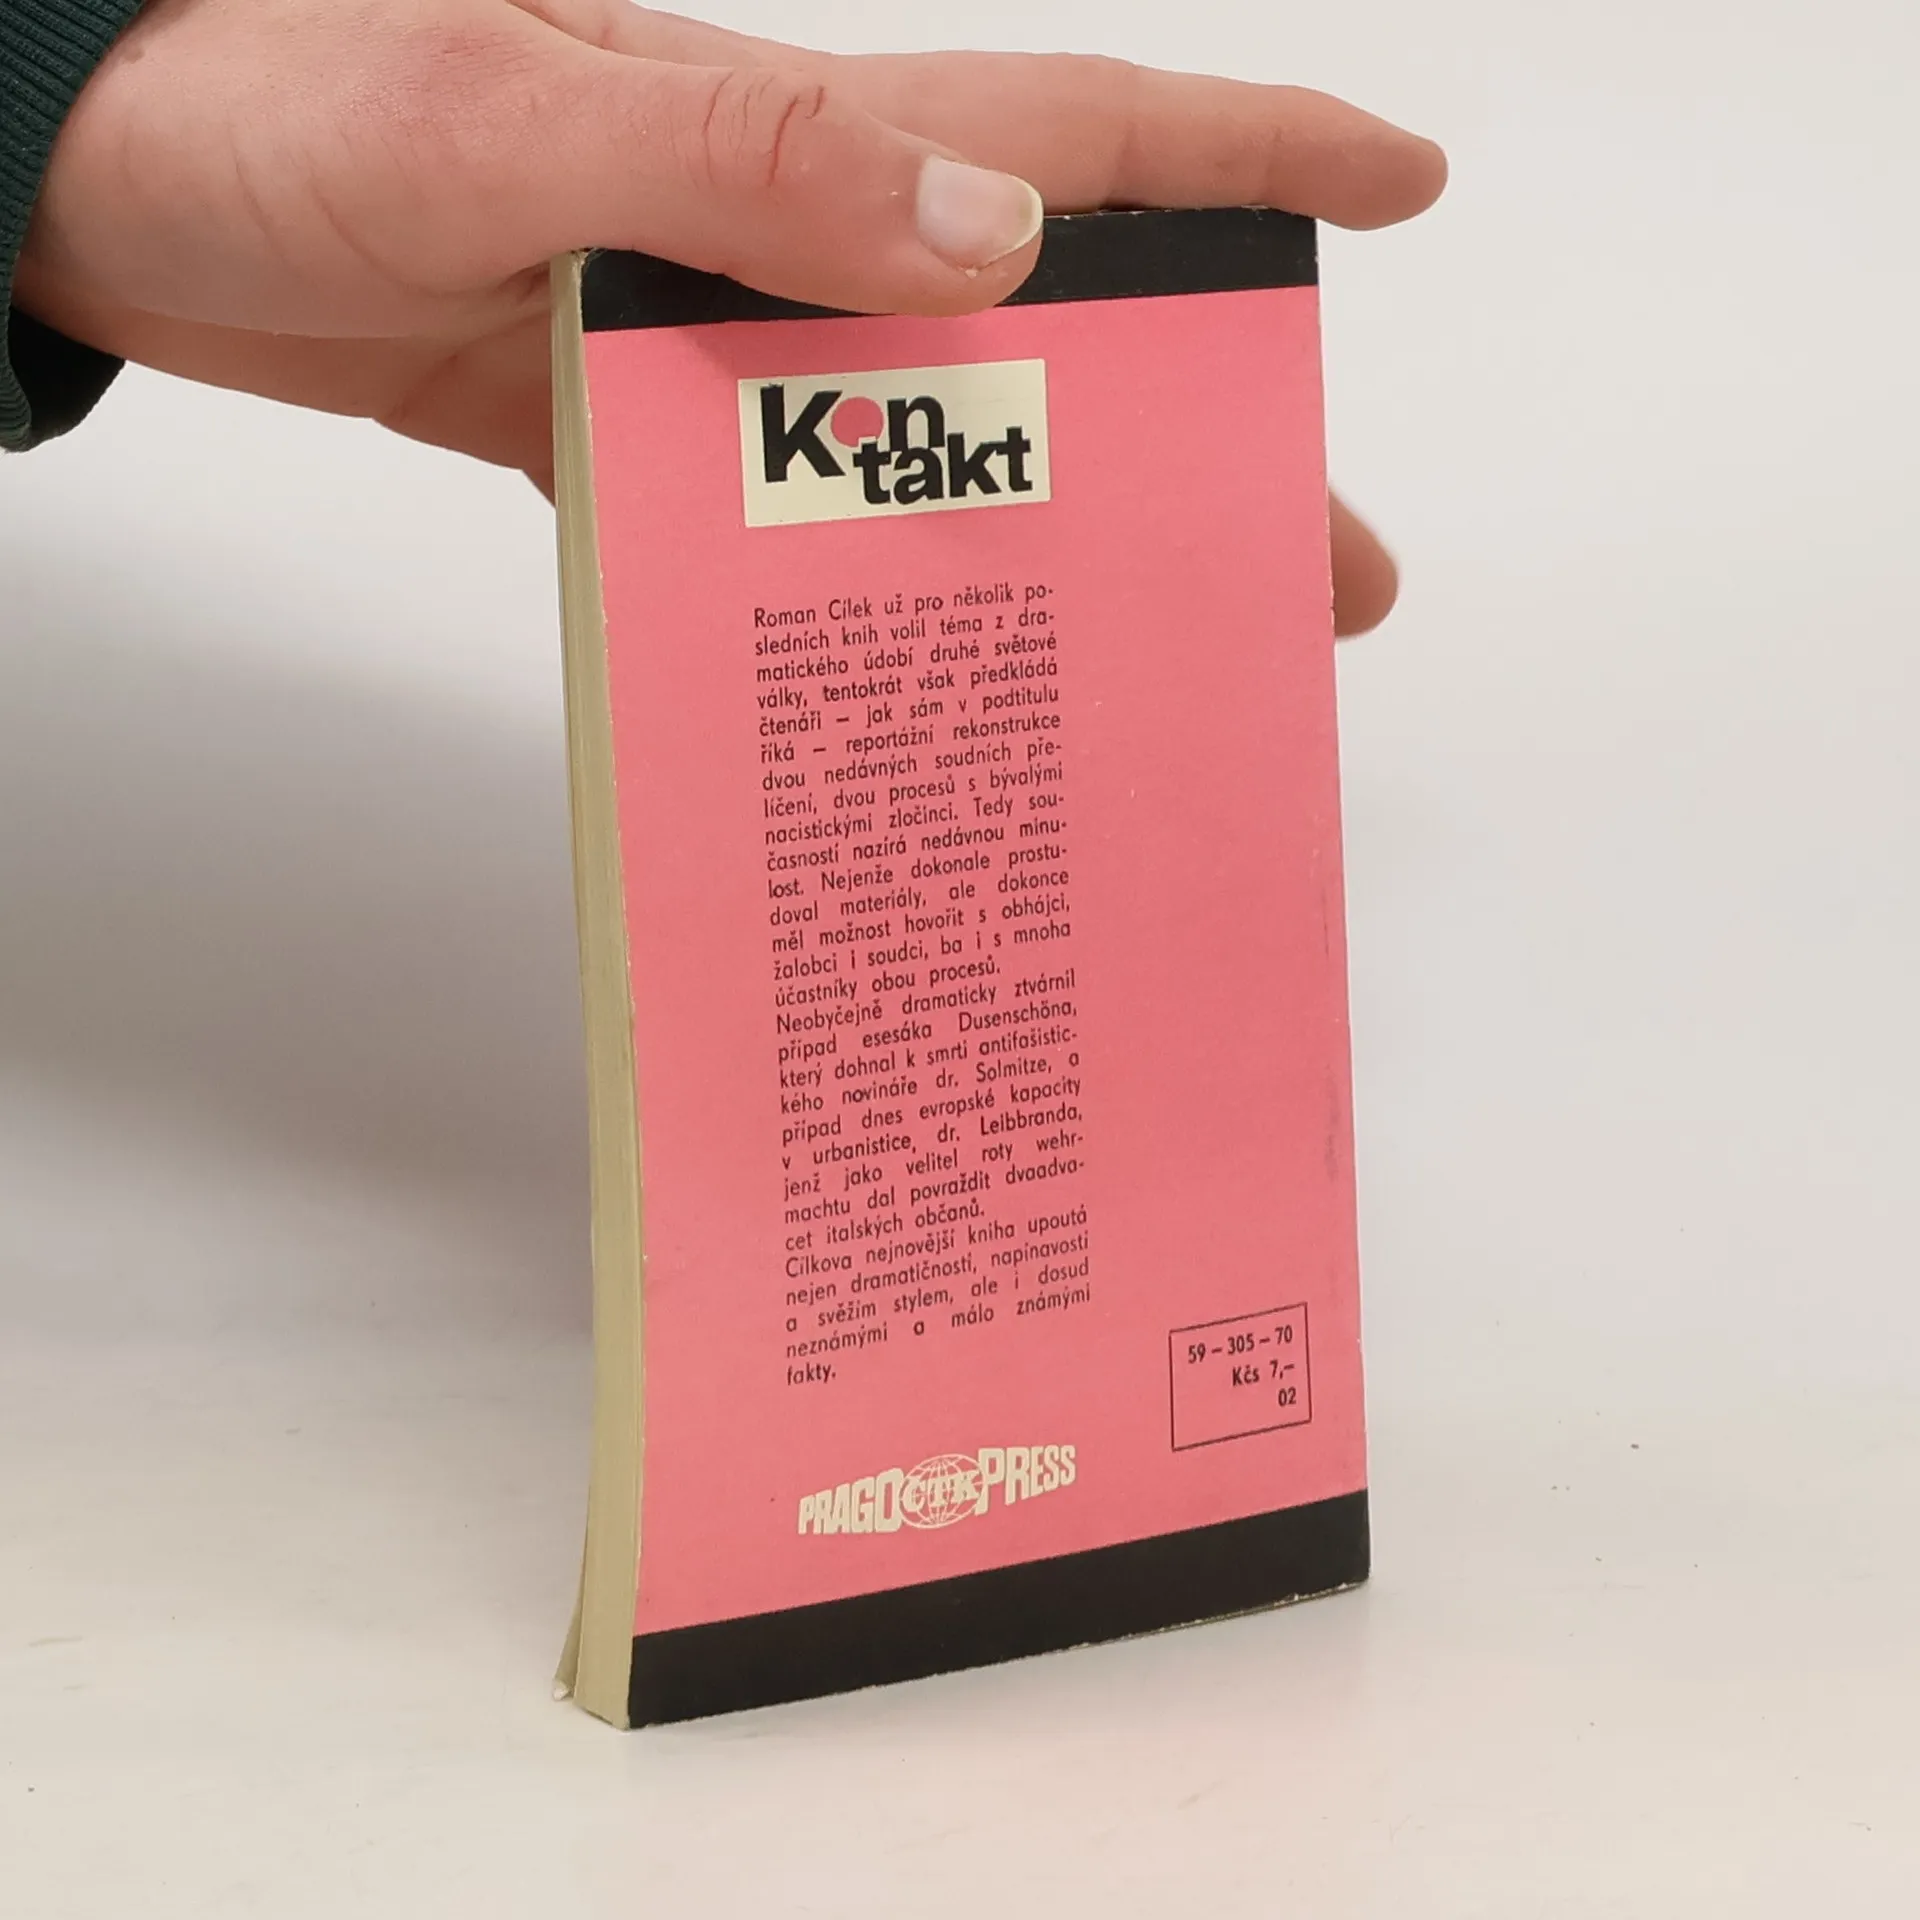 Kontakt
Roman Cílek už pro několik po-
sledních knih volil téma z dra-
matického údobí druhé světové
války, tentokrát však předkládá
čtenáři – jak sám v podtitulu
říká – reportážní rekonstrukce
dvou nedávných soudních pře-
líčení, dvou procesů s bývalými
nacistickými zločinci. Tedy sou-
časností nazírá nedávnou minu-
lost. Nejenže dokonale prostu-
doval materiály, ale dokonce
měl možnost hovořit s obhájci,
žalobci i soudci, ba i s mnoha
účastníky obou procesů.
Neobyčejně dramaticky ztvárnil
případ esesáka Dusenschöna,
který dohnal k smrti antifašistic-
kého novináře dr. Solmitze, a
případ dnes evropské kapacity
v urbanistice, dr. Leibbranda,
jenž jako velitel roty wehr-
machtu dal povraždit dvaadva-
cet italských občanů.
Cílkova nejnovější kniha upoutá
nejen dramatičností, napínavostí
a svěžím stylem, ale i dosud
neznámými a málo známými
fakty.
59 – 305 – 70
Kčs 7,–
02
PRAGO ČTK PRESS